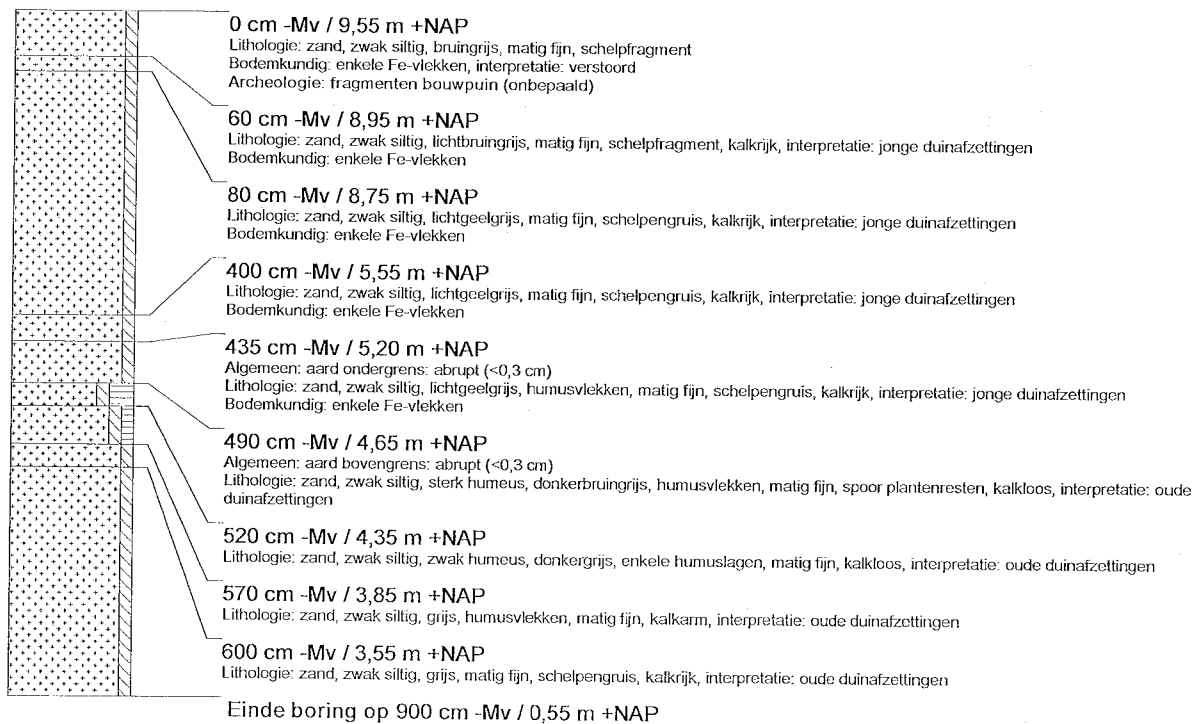 0 cm -Mv / 9,55 m +NAP
Lithologie: zand, zwak siltig, bruingrijs, matig fijn, schelpfragment
Bodemkundig: enkele Fe-vlekken, interpretatie: verstoord
Archeologie: fragmenten bouwpuin (onbepaald)
60 cm -Mv / 8,95 m +NAP
Lithologie: zand, zwak siltig, lichtbruingrijs, matig fijn, schelpfragment, kalkrijk, interpretatie: jonge duinafzettingen
Bodemkundig: enkele Fe-vlekken
80 cm -Mv / 8,75 m +NAP
Lithologie: zand, zwak siltig, lichtgeelgrijs, matig fijn, schelpengruis, kalkrijk, interpretatie: jonge duinafzettingen
Bodemkundig: enkele Fe-vlekken
400 cm -Mv / 5,55 m +NAP
Lithologie: zand, zwak siltig, lichtgeelgrijs, matig fijn, schelpengruis, kalkrijk, interpretatie: jonge duinafzettingen
Bodemkundig: enkele Fe-vlekken
435 cm -Mv / 5,20 m +NAP
Algemeen: aard ondergrens: abrupt (<0,3 cm)
Lithologie: zand, zwak siltig, lichtgeelgrijs, humusvlekken, matig fijn, schelpengruis, kalkrijk, interpretatie: jonge duinafzettingen
Bodemkundig: enkele Fe-vlekken
490 cm -Mv / 4,65 m +NAP
Algemeen: aard bovengrens: abrupt (<0,3 cm)
Lithologie: zand, zwak siltig, sterk humeus, donkerbruingrijs, humusvlekken, matig fijn, spoor plantenresten, kalkloos, interpretatie: oude
duinafzettingen
520 cm -Mv / 4,35 m +NAP
Lithologie: zand, zwak siltig, zwak humeus, donkergrijs, enkele humuslagen, matig fijn, kalkloos, interpretatie: oude duinafzettingen
570 cm -Mv / 3,85 m +NAP
Lithologie: zand, zwak siltig, grijs, humusvlekken, matig fijn, kalkarm, interpretatie: oude duinafzettingen
600 cm -Mv / 3,55 m +NAP
Lithologie: zand, zwak siltig, grijs, matig fijn, schelpengruis, kalkrijk, interpretatie: oude duinafzettingen
Einde boring op 900 cm -Mv / 0,55 m +NAP